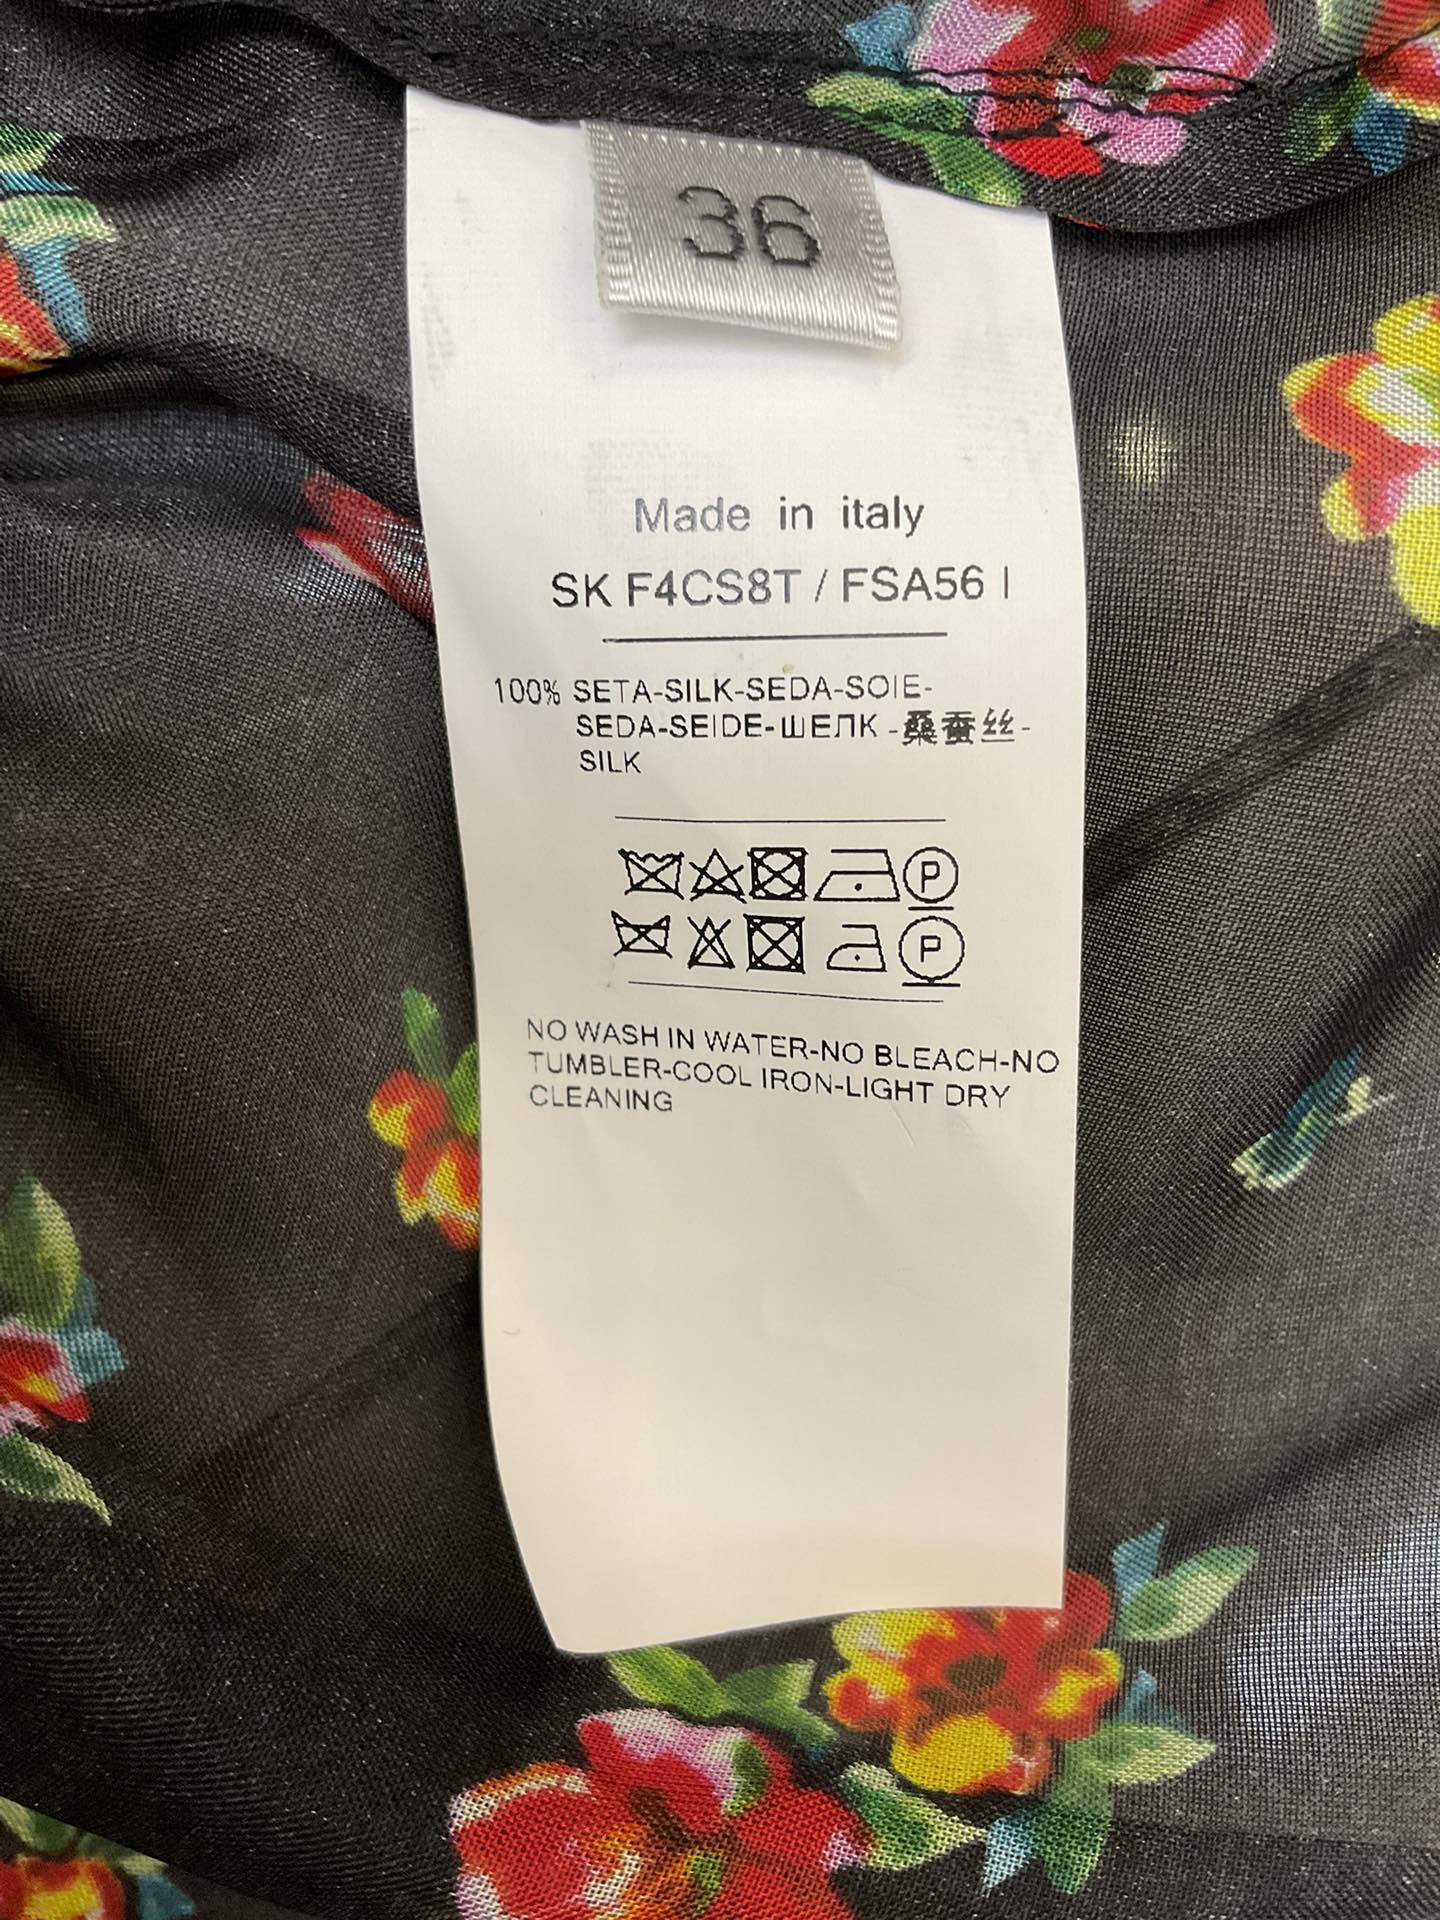 36
Made in italy
SK F4CS8T / FSA56 I
100% SETA-SILK-SEDA-SOIE-
SEDA-SEIDE-ШЕЛК -桑蚕丝-
SILK
P
P
NO WASH IN WATER-NO BLEACH-NO
TUMBLER-COOL IRON-LIGHT DRY
CLEANING